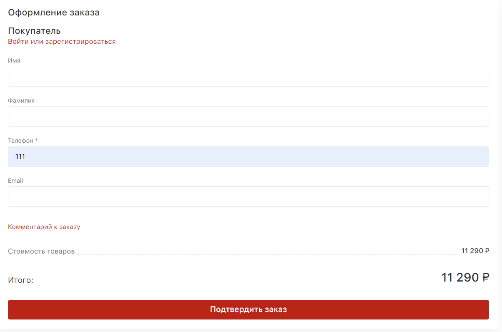 Оформление заказа
Покупатель
Войти или зарегистрироваться
Имя
Фамилия
Телефон *
111
Email
Комментарий к заказу
Стоимость товаров 11 290 ₽
Итого: 11 290 ₽
Подтвердить заказ